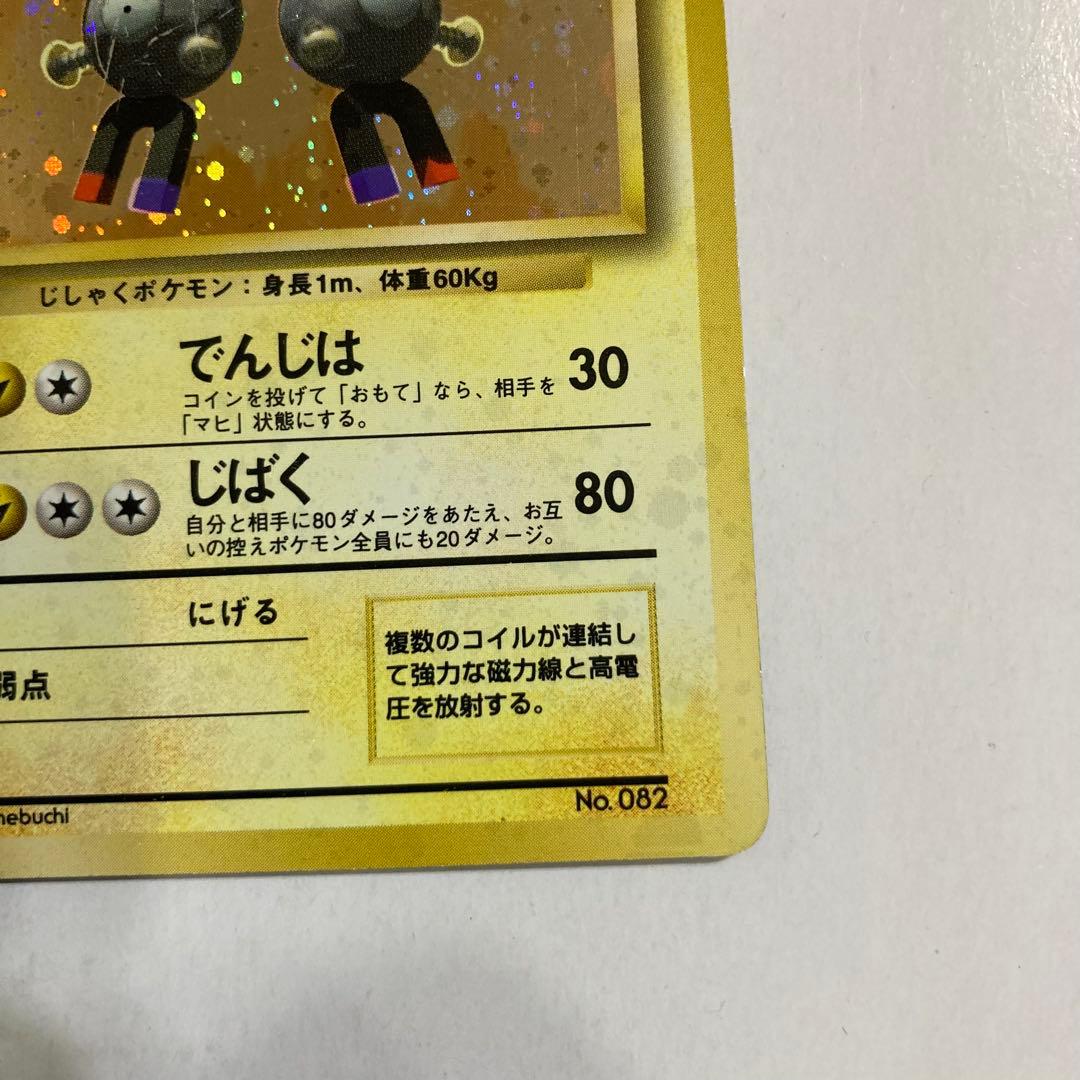 じしゃくポケモン：身長1m、体重60Kg
でんじは 30
コインを投げて「おもて」なら、相手を
「マヒ」状態にする。
じばく 80
自分と相手に80ダメージをあたえ、お互
いの控えポケモン全員にも20ダメージ。
にげる
弱点
複数のコイルが連結し
て強力な磁力線と高電
圧を放射する。
nebuchi
No. 082